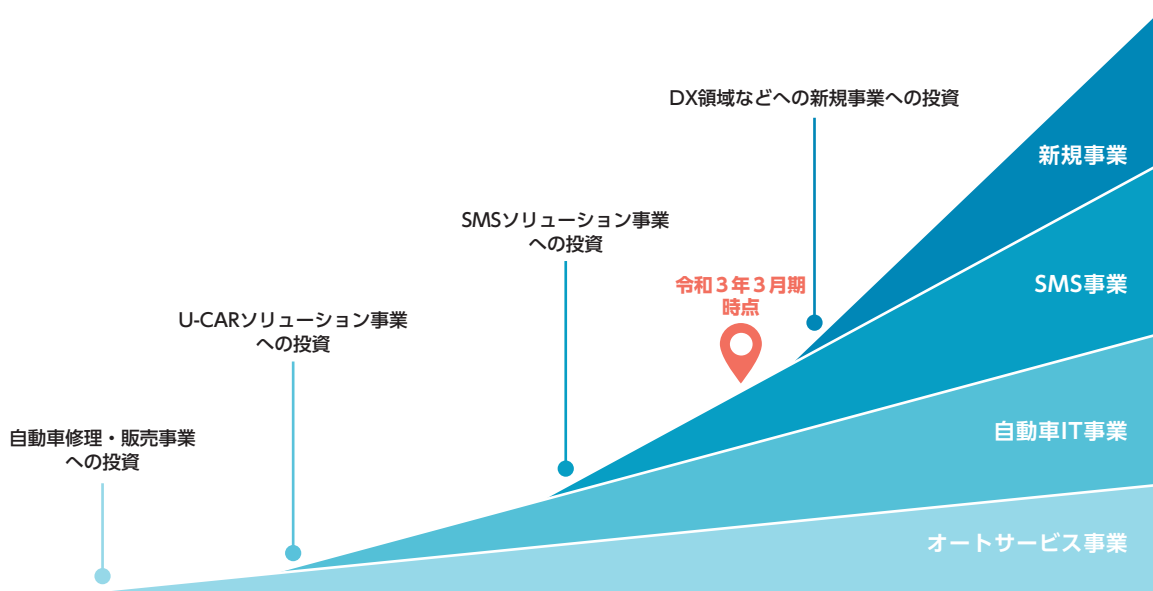 DX領域などへの新規事業への投資
新規事業
SMSソリューション事業
への投資
令和3年3月期
時点
SMS事業
U-CARソリューション事業
への投資
自動車修理・販売事業
への投資
自動車IT事業
オートサービス事業